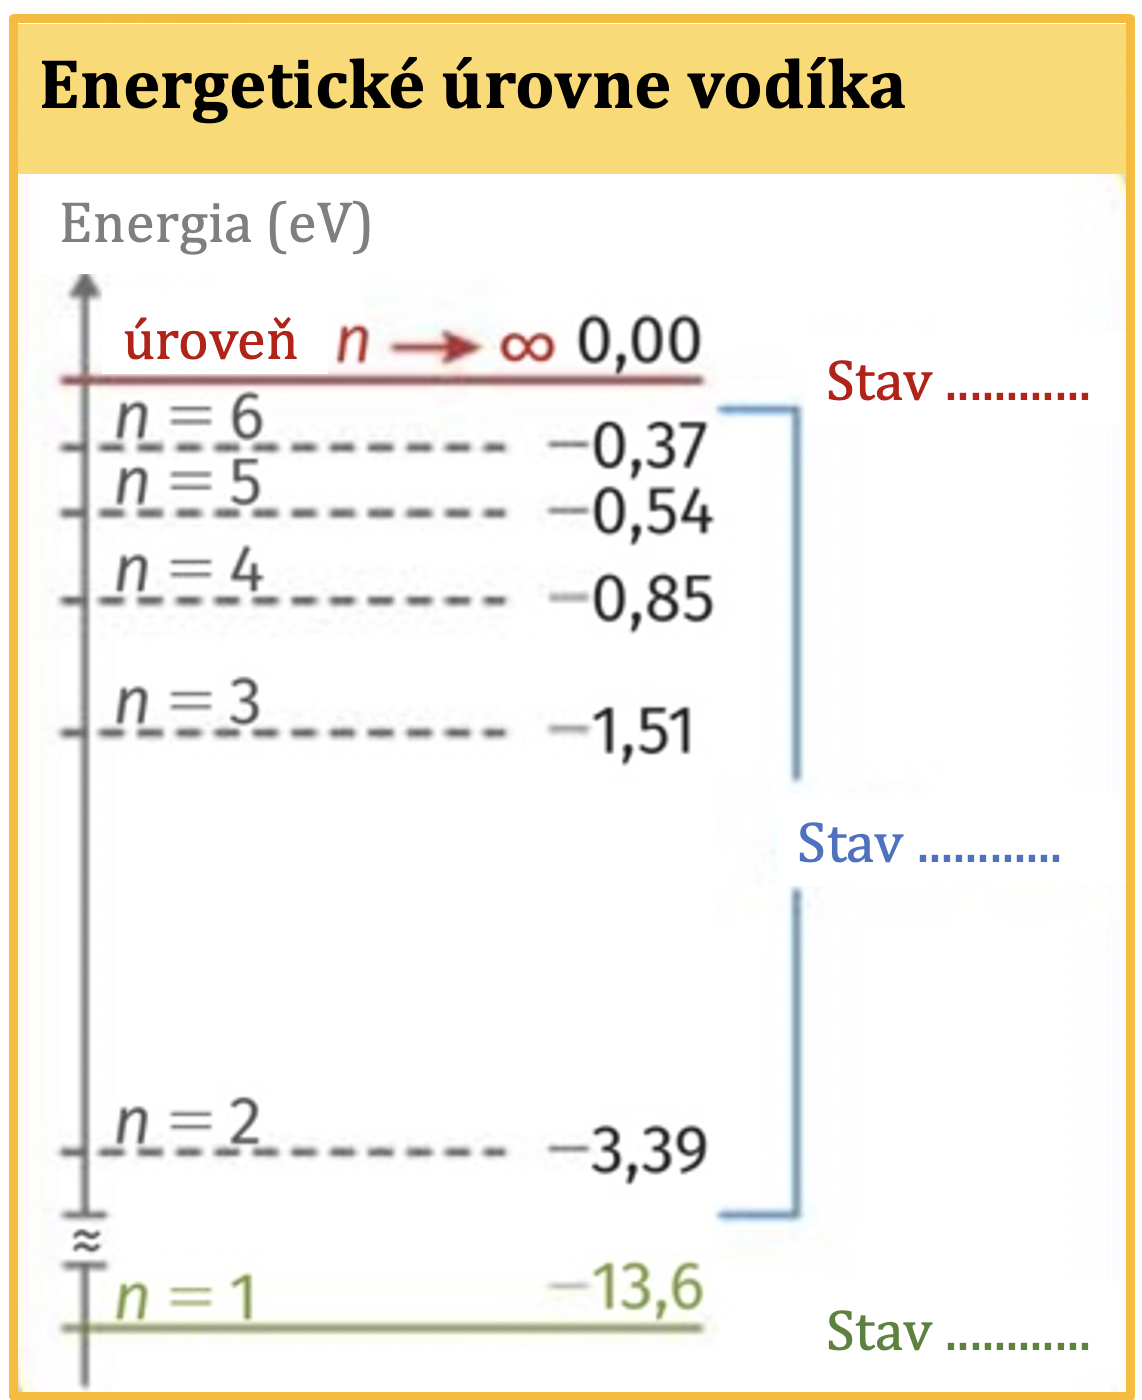 Energetické úrovne vodíka
Energia (eV)
úroveň n → ∞ 0,00
Stav ............
n = 6
−0,37
n = 5
−0,54
n = 4
−0,85
n = 3
−1,51
Stav ............
n = 2
−3,39
≈
n = 1 −13,6
Stav ............